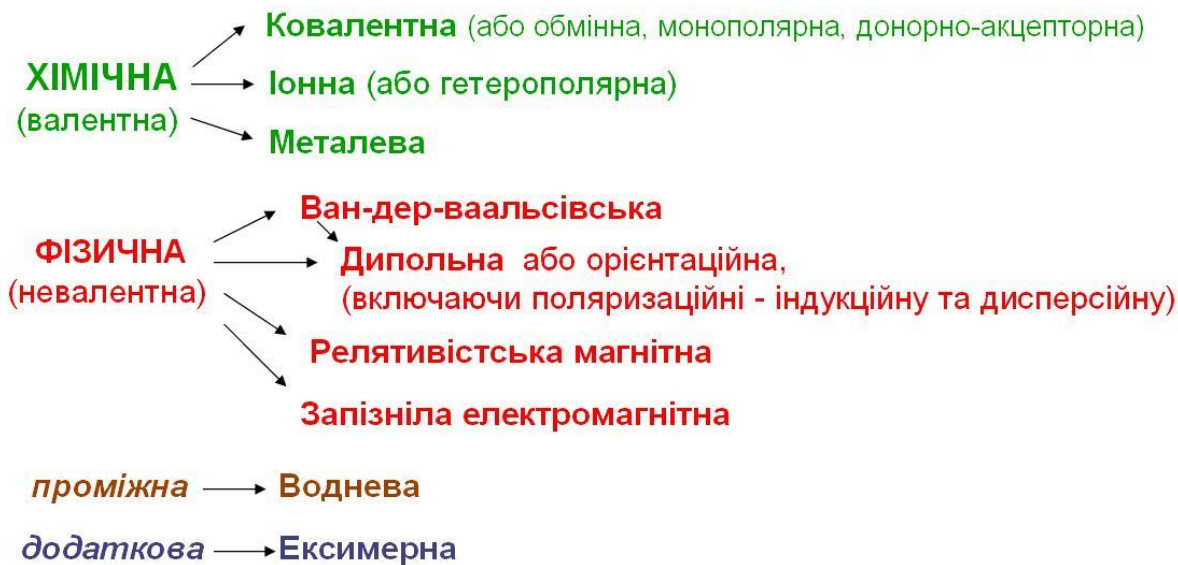 Ковалентна (або обмінна, монополярна, донорно-акцепторна)
ХІМІЧНА
(валентна)
Іонна (або гетерополярна)
Металева
Ван-дер-ваальсівська
ФІЗИЧНА
(невалентна)
Дипольна або орієнтаційна,
(включаючи поляризаційні - індукційну та дисперсійну)
Релятивістська магнітна
Запізніла електромагнітна
проміжна Воднева
додаткова Ексимерна